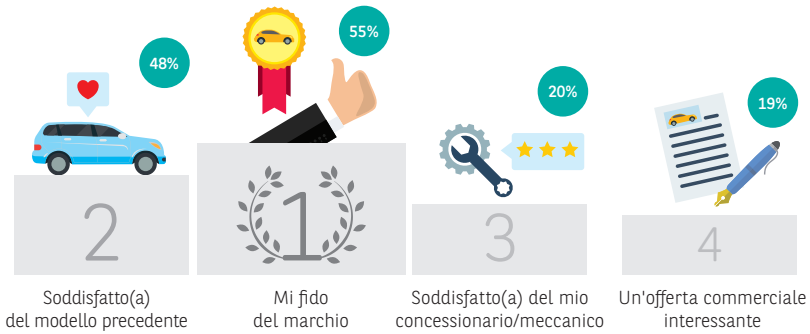 48%
2
Soddisfatto(a)
del modello precedente
55%
1
Mi fido
del marchio
20%
3
Soddisfatto(a) del mio
concessionario/meccanico
19%
4
Un'offerta commerciale
interessante